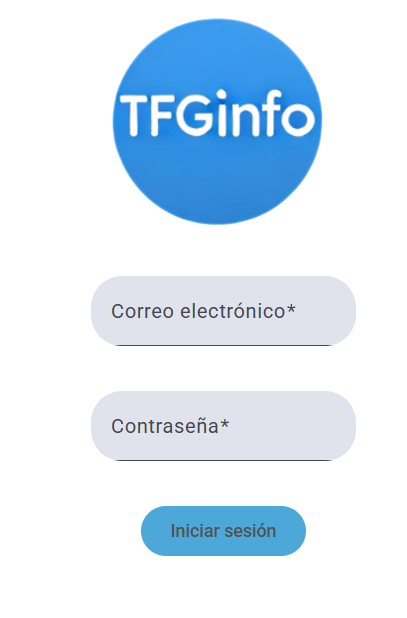 TFGinfo
Correo electrónico*
Contraseña*
Iniciar sesión